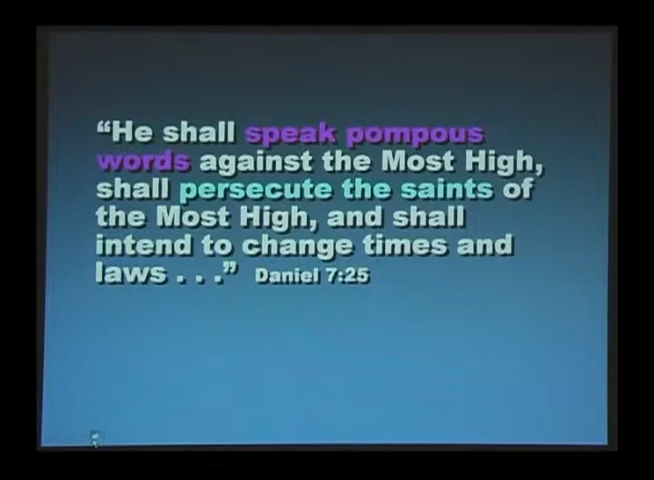 “He shall speak pompous
words against the Most High,
shall persecute the saints of
the Most High, and shall
intend to change times and
laws . . .” Daniel 7:25